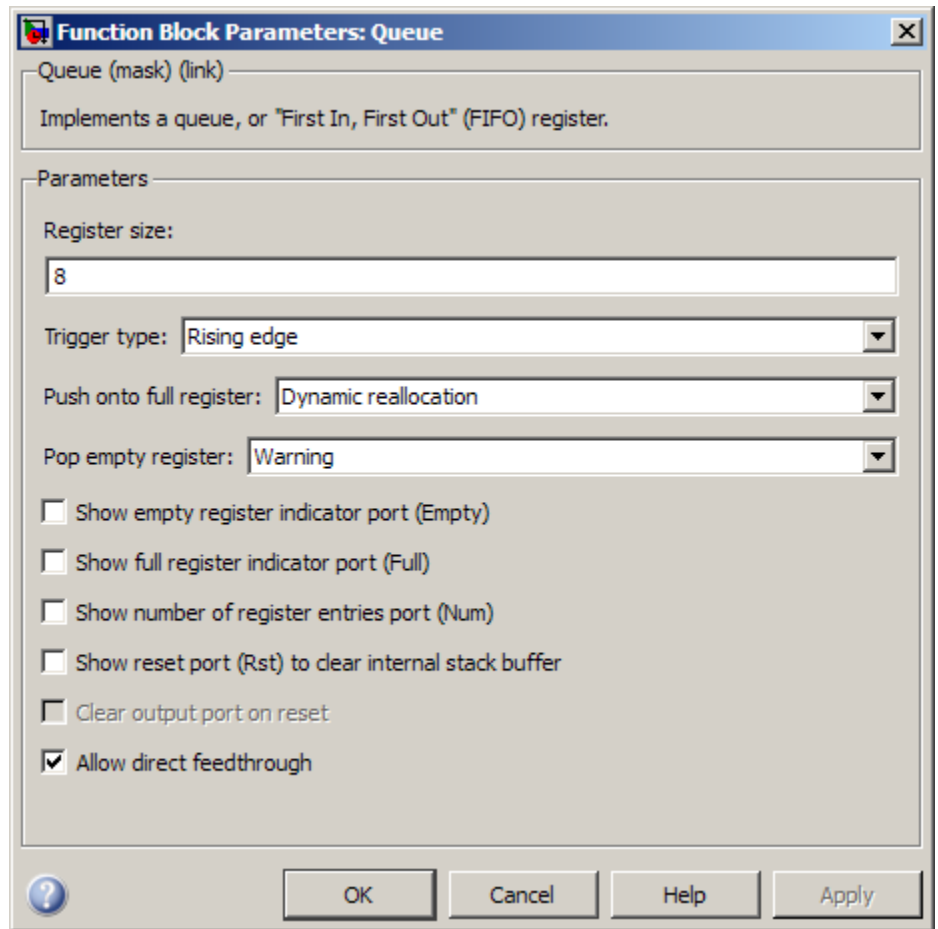 Function Block Parameters: Queue
Queue (mask) (link)
Implements a queue, or "First In, First Out" (FIFO) register.
Parameters
Register size:
8
Trigger type: Rising edge
Push onto full register: Dynamic reallocation
Pop empty register: Warning
Show empty register indicator port (Empty)
Show full register indicator port (Full)
Show number of register entries port (Num)
Show reset port (Rst) to clear internal stack buffer
Clear output port on reset
Allow direct feedthrough
? OK Cancel Help Apply